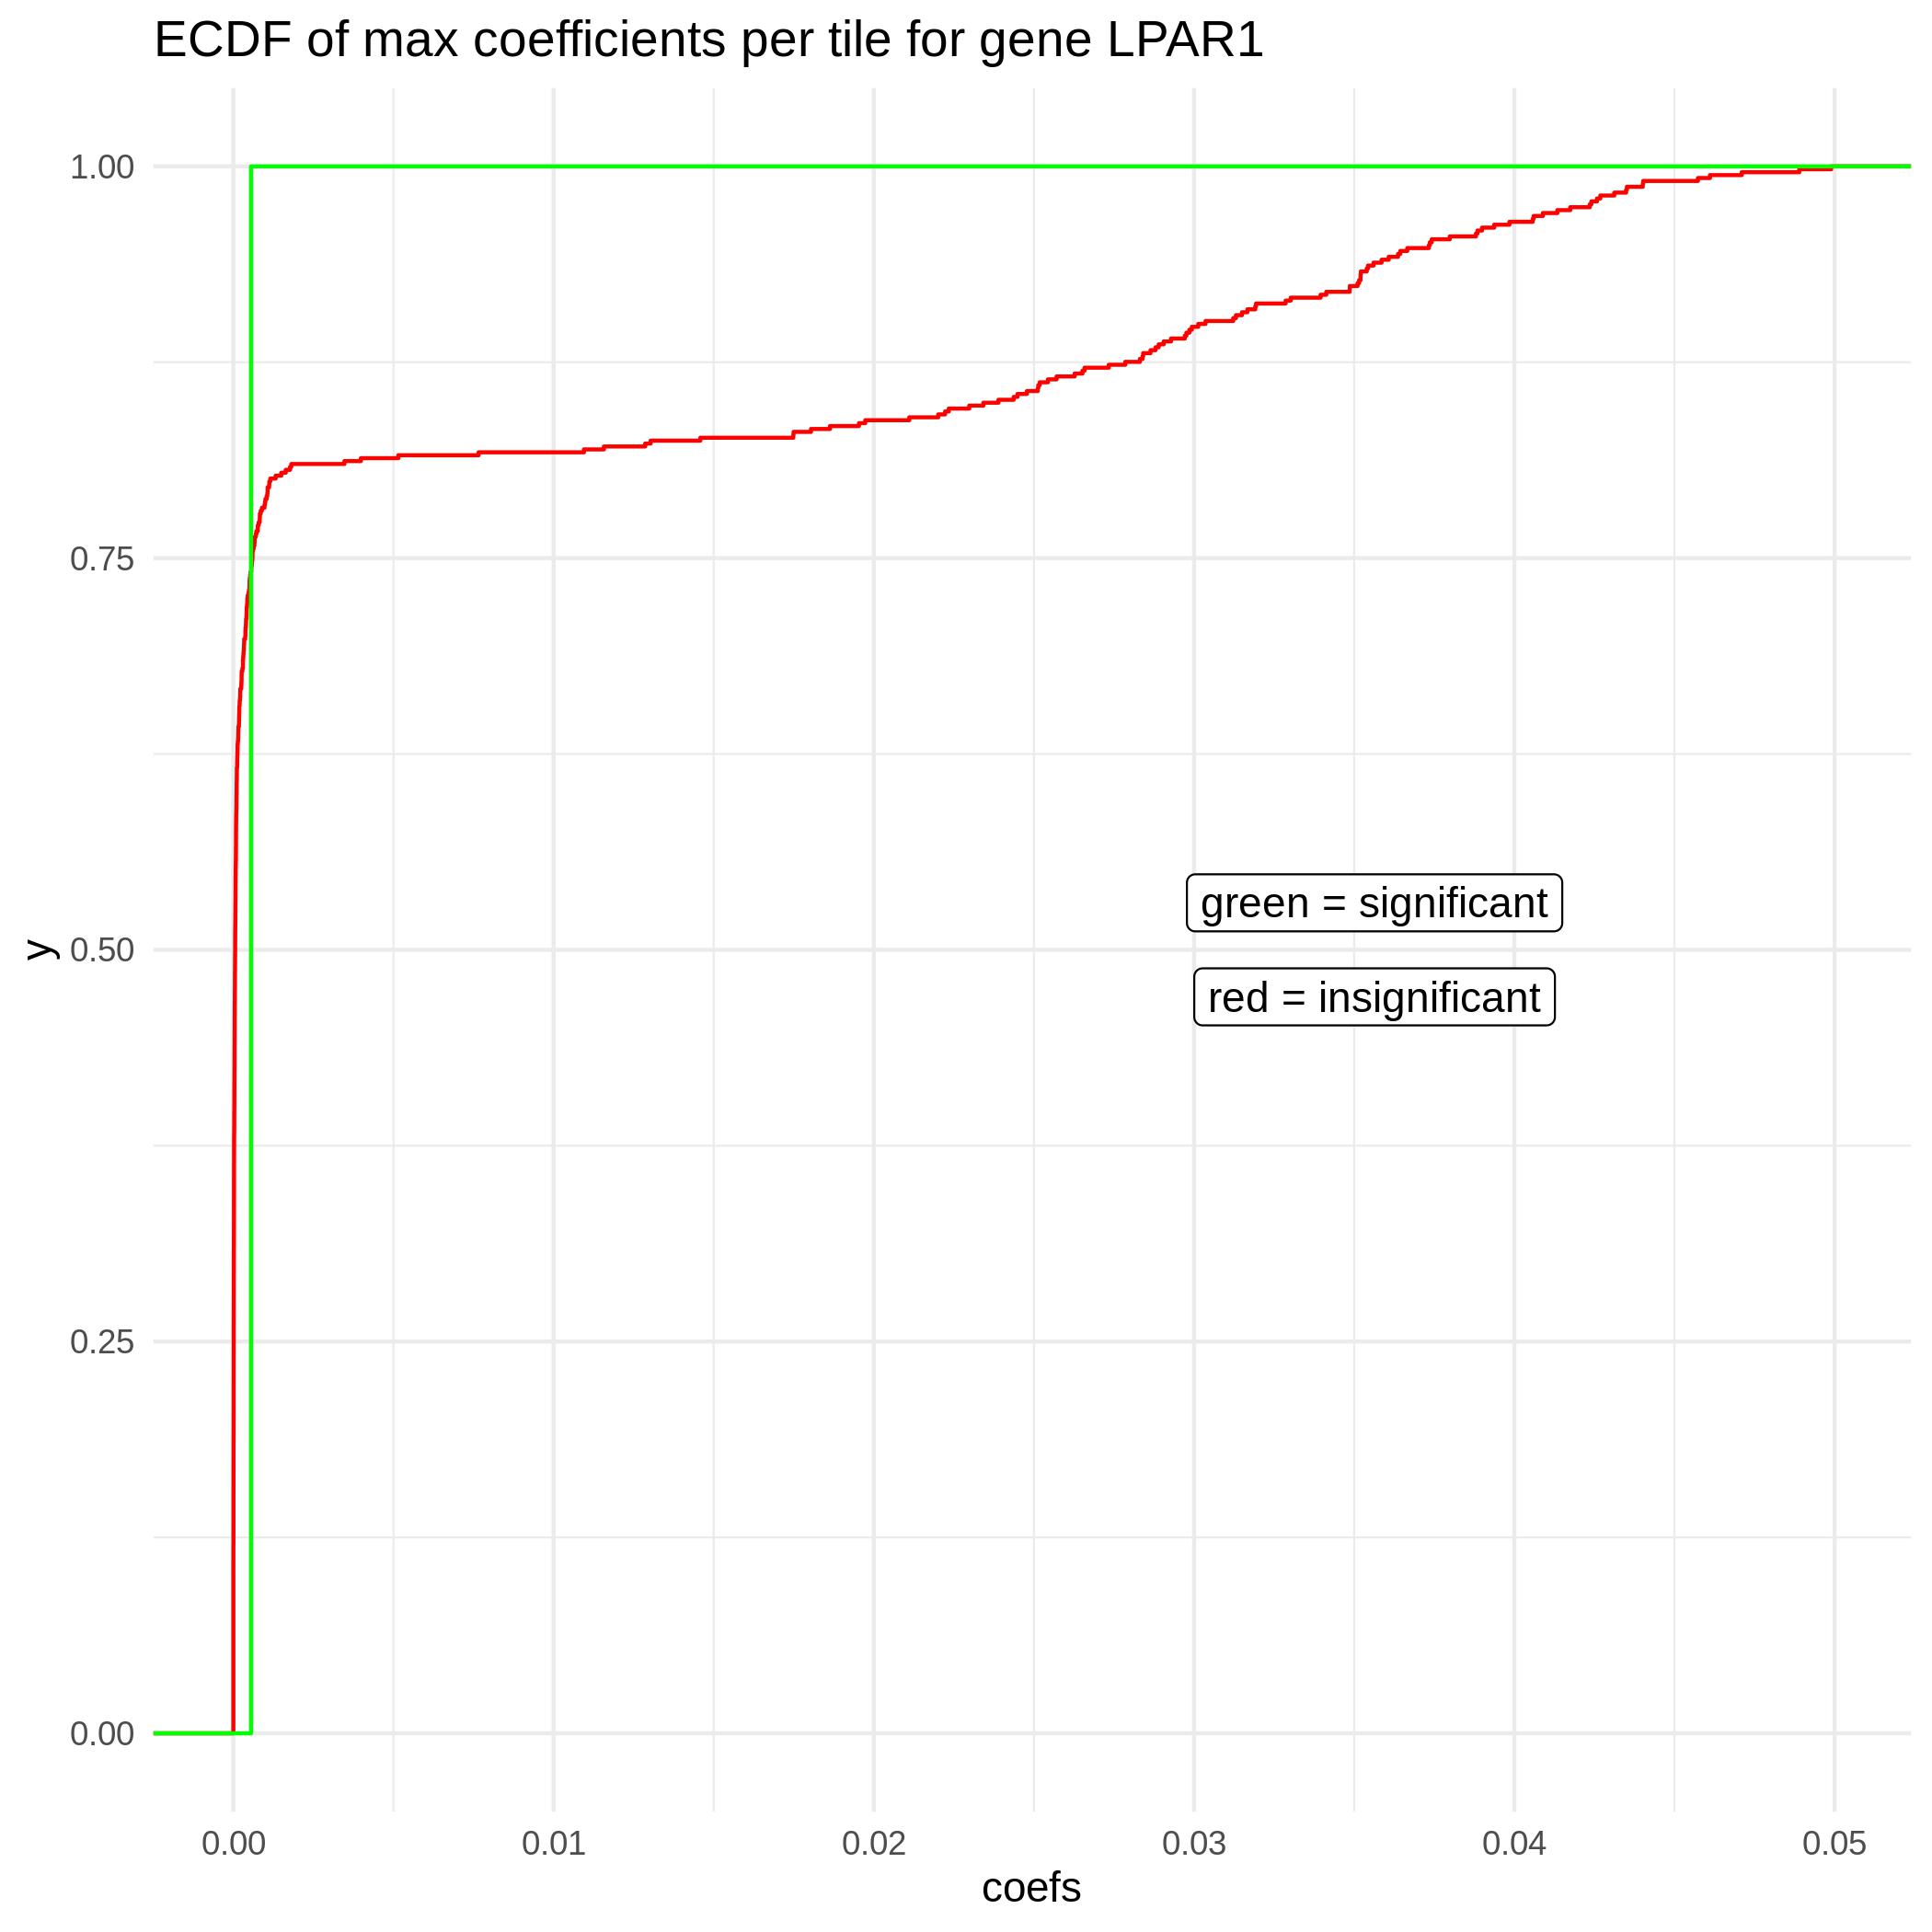 ECDF of max coefficients per tile for gene LPAR1
1.00
0.75
0.50
0.25
0.00
y
green = significant
red = insignificant
0.00 0.01 0.02 0.03 0.04 0.05
coefs